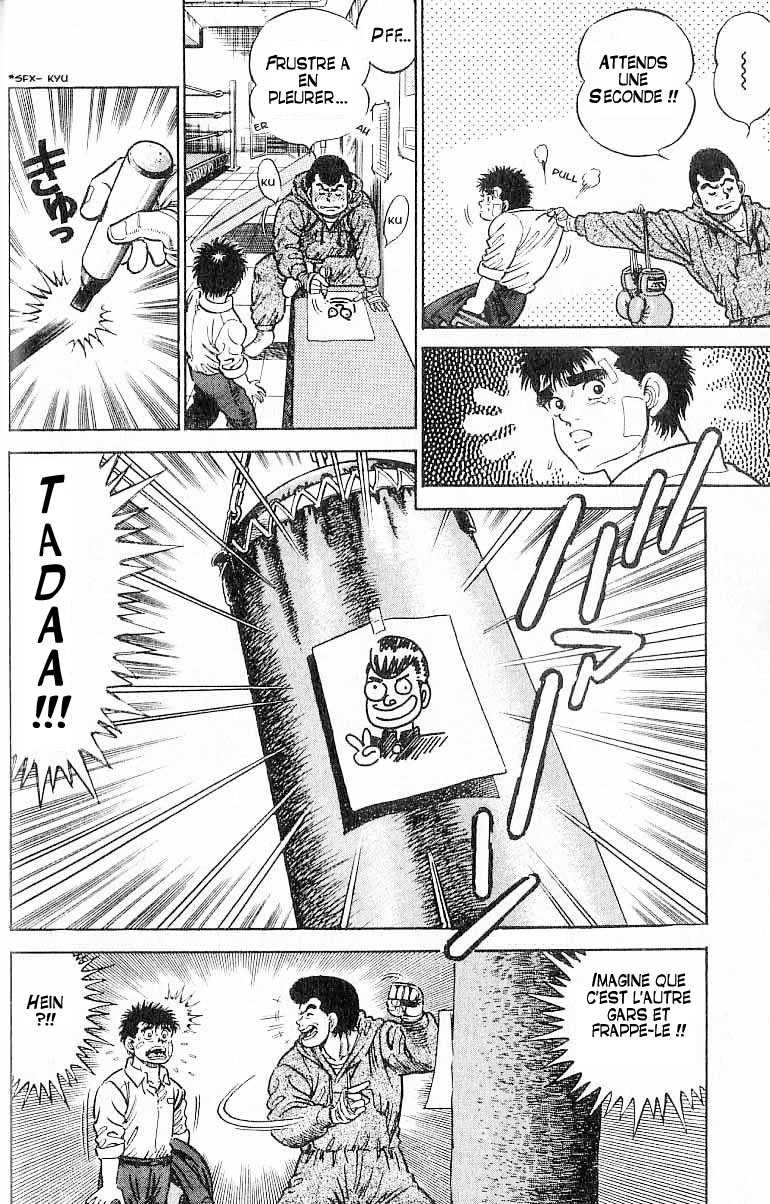 ~
ATTENDS
UNE
SECONDE !!
PULL
PFF...
FRUSTRE A
EN
PLEURER...
ER
AU
KU
KU
*SFX- KYU
きゅっ
TADAA!!!
IMAGINE QUE
C'EST L'AUTRE
GARS ET
FRAPPE-LE !!
HEIN
?!!